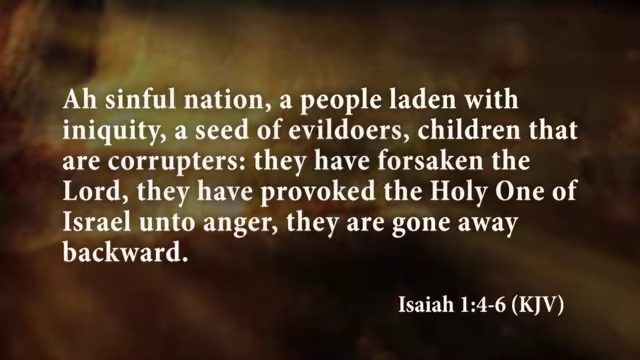 Ah sinful nation, a people laden with
iniquity, a seed of evildoers, children that
are corrupters: they have forsaken the
Lord, they have provoked the Holy One of
Israel unto anger, they are gone away
backward.
Isaiah 1:4-6 (KJV)